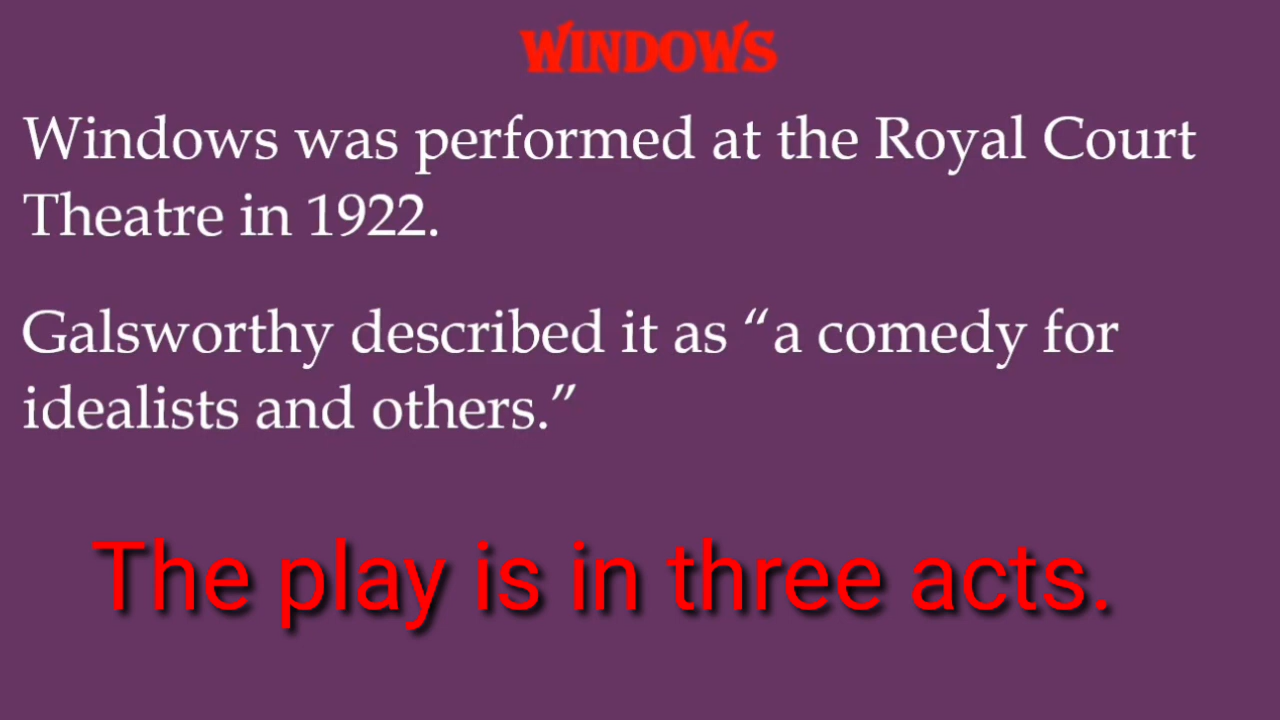 WINDOWS
Windows was performed at the Royal Court
Theatre in 1922.
Galsworthy described it as “a comedy for
idealists and others.”
The play is in three acts.